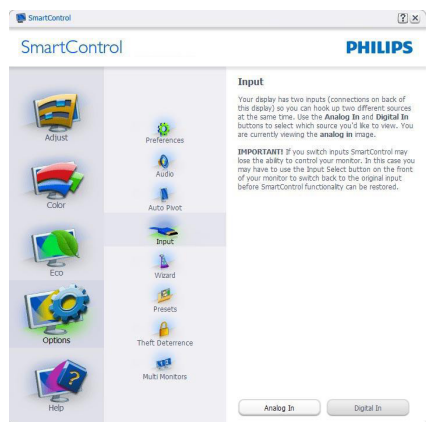 SmartControl
SmartControl
PHILIPS
Adjust
Color
Eco
Options
Help
Preferences
Audio
Auto Pivot
Input
Wizard
Presets
Theft Deterrence
Multi Monitors
Input
Your display has two inputs (connections on back of
this display) so you can hook up two different sources
at the same time. Use the Analog In and Digital In
buttons to select which source you'd like to view. You
are currently viewing the analog in image.
IMPORTANT! If you switch inputs SmartControl may
lose the ability to control your monitor. In this case you
may have to use the Input Select button on the front
of your monitor to switch back to the original input
before SmartControl functionality can be restored.
Analog In
Digital In